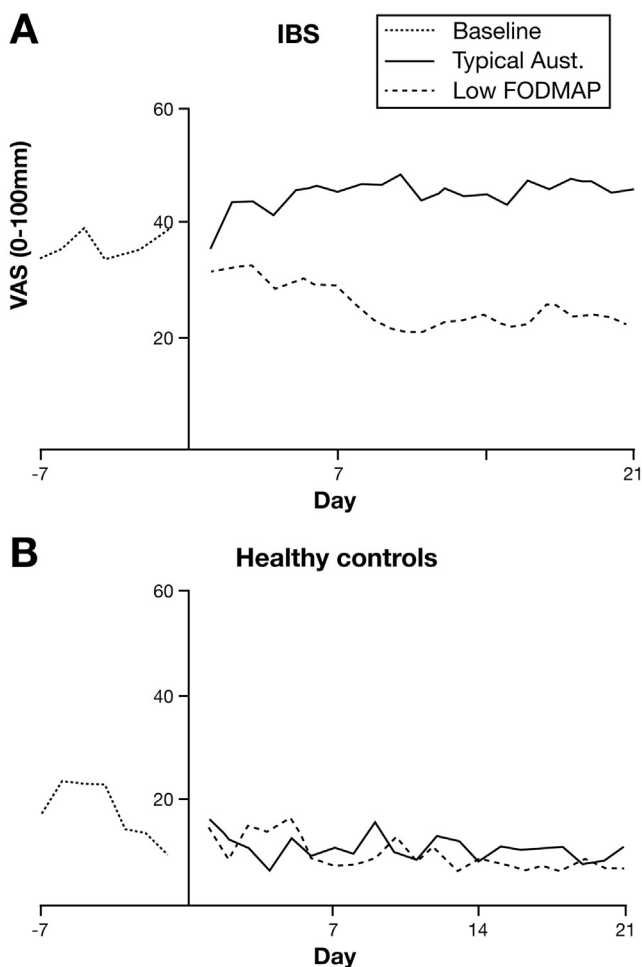 A
IBS
Baseline
Typical Aust.
Low FODMAP
VAS (0-100mm)
60
40
20
-7
7
21
Day
B
Healthy controls
60
40
20
-7
7
14
21
Day